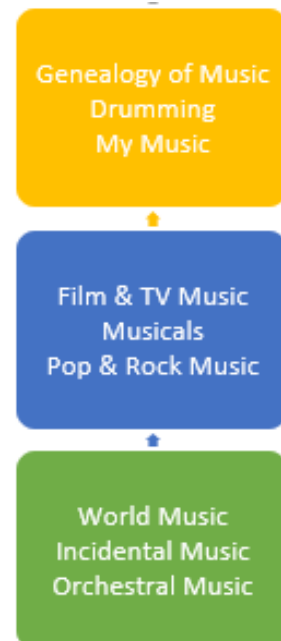 Genealogy of Music
Drumming
My Music
Film & TV Music
Musicals
Pop & Rock Music
World Music
Incidental Music
Orchestral Music